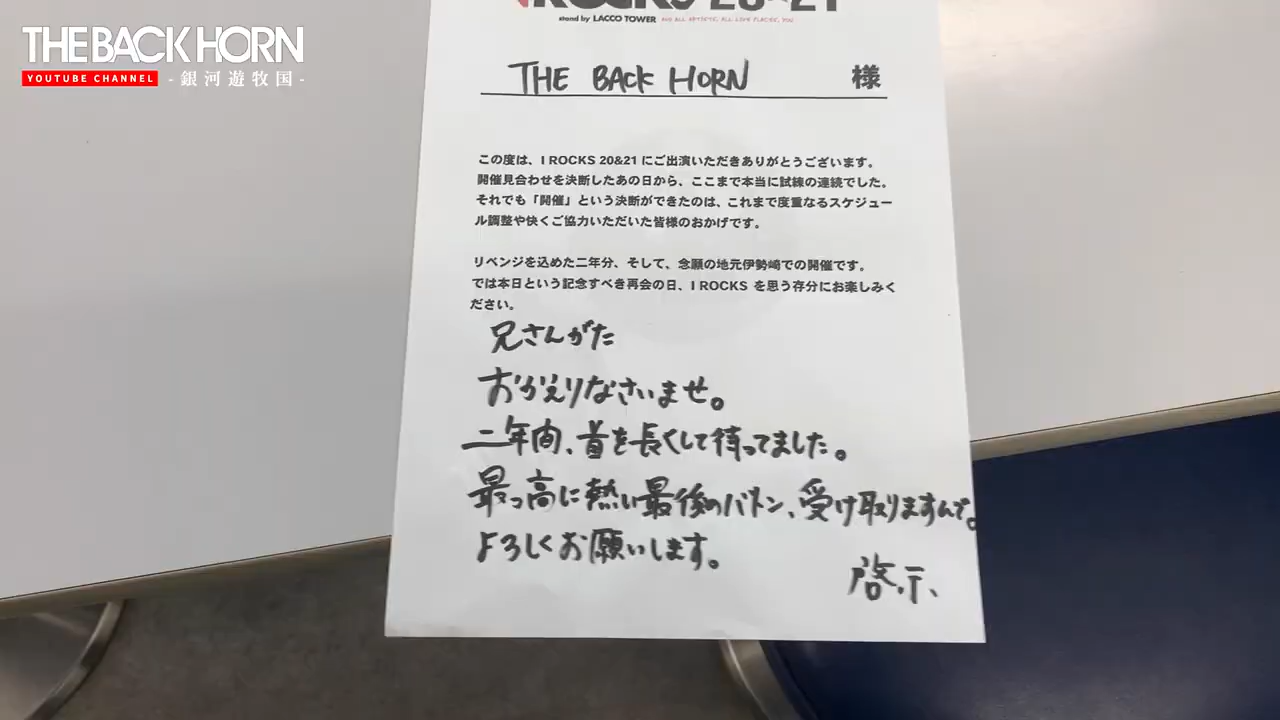 THE BACK HORN
YOUTUBE CHANNEL -銀河遊牧国-
IROCKS 20&21
stand by LACCO TOWER AND ALL ARTISTS, ALL LIVE PLACES, YOU
THE BACK HORN 様
この度は、I ROCKS 20&21 にご出演いただきありがとうございます。
開催見合わせを決断したあの日から、ここまで本当に試練の連続でした。
それでも「開催」という決断ができたのは、これまで度重なるスケジュー
ル調整や快くご協力いただいた皆様のおかげです。
リベンジを込めた二年分、そして、念願の地元伊勢崎での開催です。
では本日という記念すべき再会の日、I ROCKS を思う存分にお楽しみく
ださい。
兄さんがた
おかえりなさいませ。
二年間、首を長くして待ってました。
最っ高に熱い最後のバトン、受け取りますんで。
よろしくお願いします。
啓示、